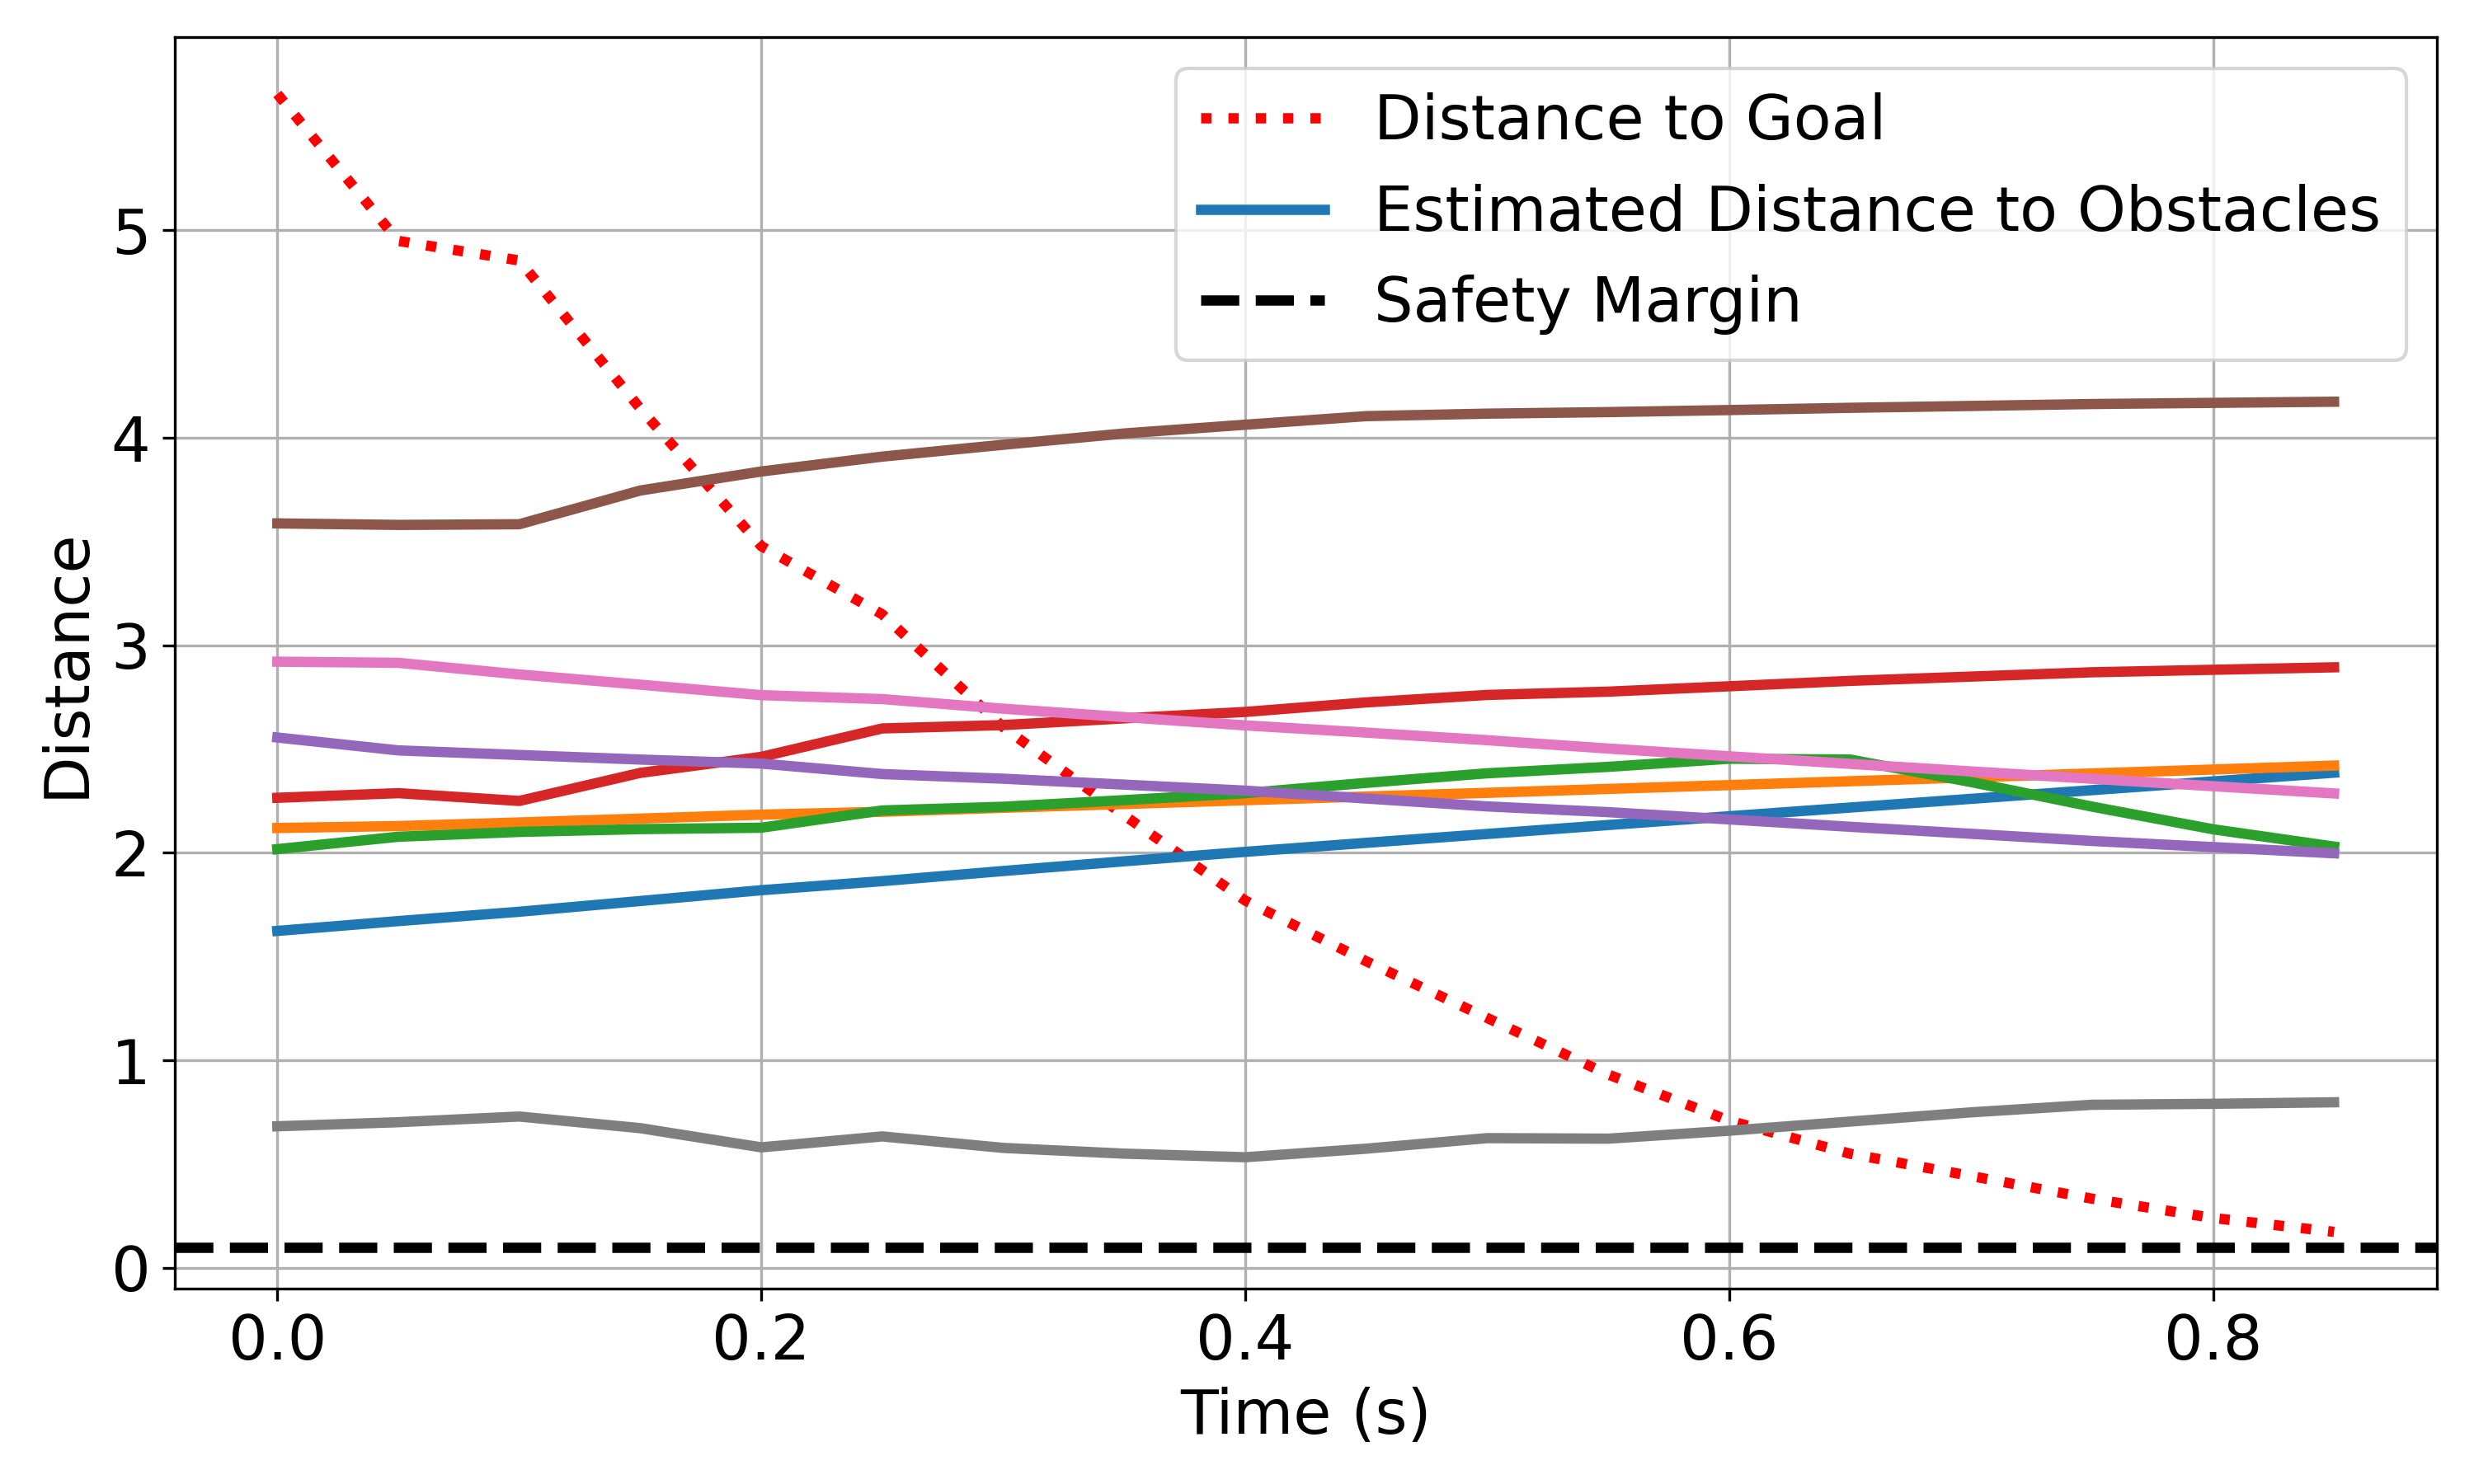 Distance to Goal
Estimated Distance to Obstacles
Safety Margin
Distance
5
4
3
2
1
0
0.0 0.2 0.4 0.6 0.8
Time (s)